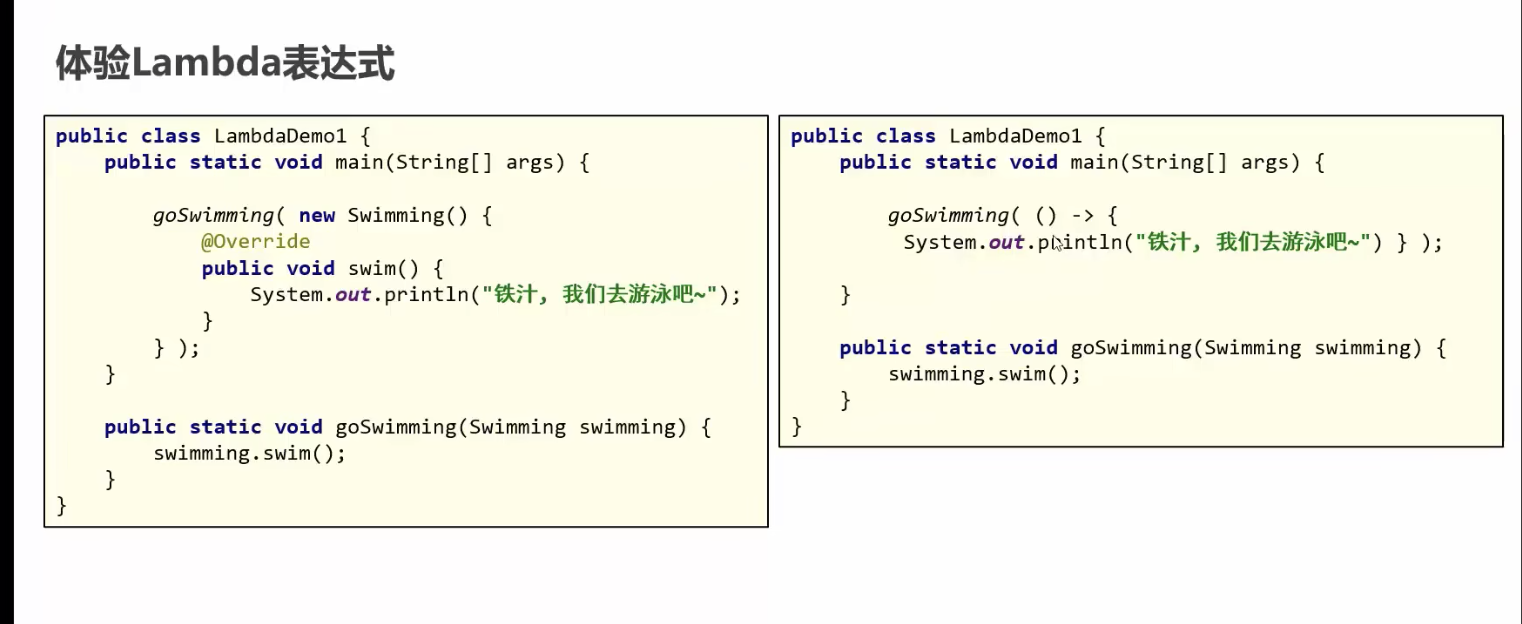 体验Lambda表达式
public class LambdaDemo1 {
    public static void main(String[] args) {
        goSwimming( new Swimming() {
            @Override
            public void swim() {
                System.out.println("铁汁, 我们去游泳吧~");
            }
        } );
    }
    public static void goSwimming(Swimming swimming) {
        swimming.swim();
    }
}
public class LambdaDemo1 {
    public static void main(String[] args) {
        goSwimming( () -> {
         System.out.println("铁汁, 我们去游泳吧~") } );
    }
    public static void goSwimming(Swimming swimming) {
        swimming.swim();
    }
}